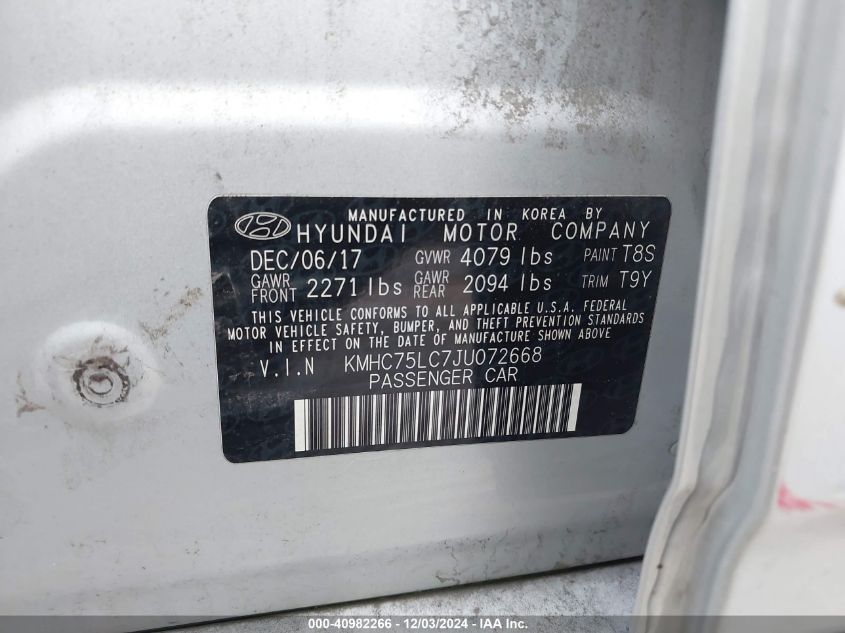 MANUFACTURED IN KOREA BY
HYUNDAI MOTOR COMPANY
DEC/06/17 GVWR 4079 lbs PAINT T8S
GAWR FRONT 2271 lbs GAWR REAR 2094 lbs TRIM T9Y
THIS VEHICLE CONFORMS TO ALL APPLICABLE U.S.A. FEDERAL
MOTOR VEHICLE SAFETY, BUMPER, AND THEFT PREVENTION STANDARDS
IN EFFECT ON THE DATE OF MANUFACTURE SHOWN ABOVE
V.I.N KMHC75LC7JU072668
PASSENGER CAR
000-40982266 - 12/03/2024 - IAA Inc.